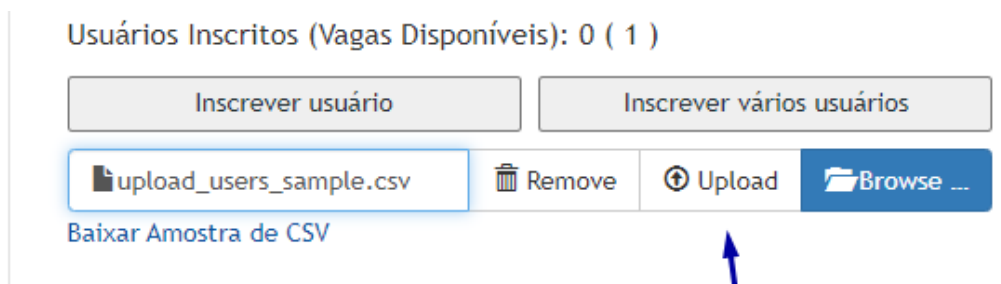 Usuários Inscritos (Vagas Disponíveis): 0 ( 1 )
Inscrever usuário Inscrever vários usuários
upload_users_sample.csv Remove Upload Browse ...
Baixar Amostra de CSV